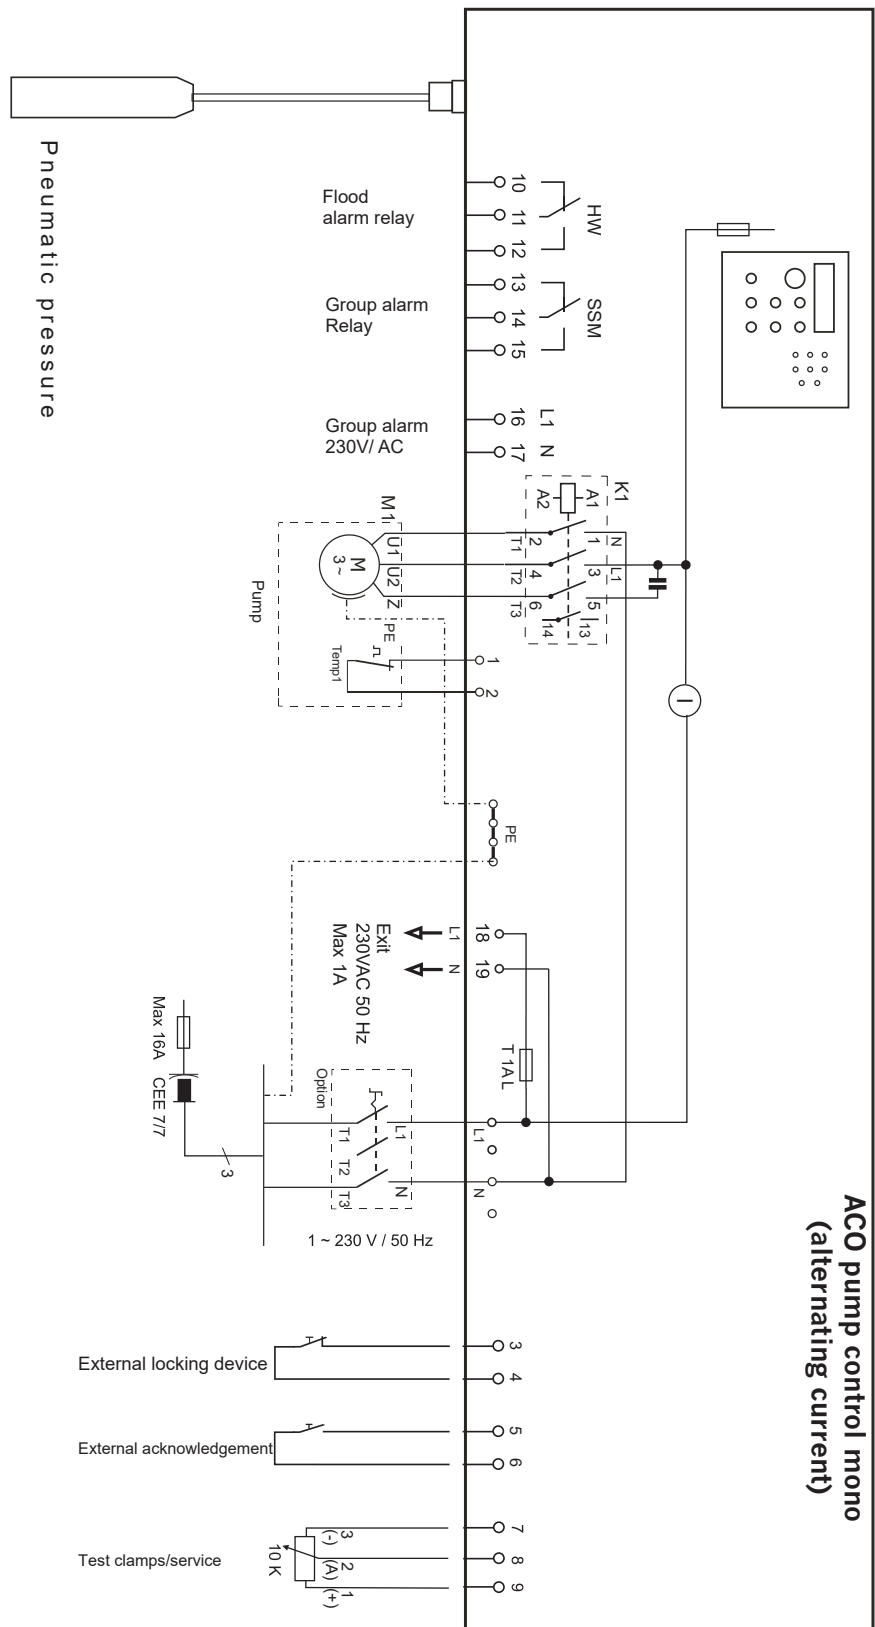 ACO pump control mono
(alternating current)
Pneumatic pressure
Flood
alarm relay
10
11
12
HW
Group alarm
Relay
13
14
15
SSM
Group alarm
230V/ AC
16 L1
17 N
K1
A1
A2
N
L1
1
2
3
4
5
6
13
14
T1
T2
T3
M1
U1
U2
Z
M
3 ~
Pump
PE
Temp1
1
2
PE
18
19
L1
N
Exit
230VAC 50 Hz
Max 1A
T 1A L
Max 16A
CEE 7/7
3
Option
T1
T2
T3
L1
N
L1
N
1 ~ 230 V / 50 Hz
External locking device
3
4
External acknowledgement
5
6
Test clamps/service
10 K
3
(-)
2
(A)
1
(+)
7
8
9
I